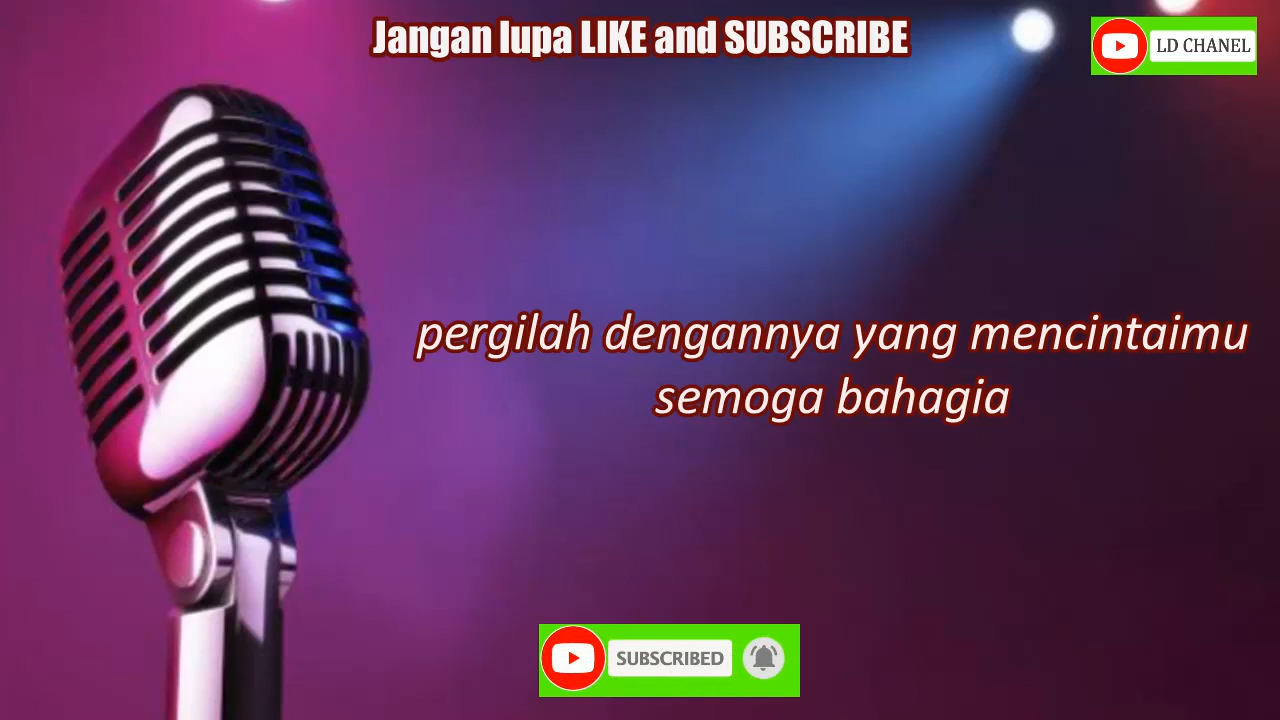 Jangan lupa LIKE and SUBSCRIBE
LD CHANEL
pergilah dengannya yang mencintaimu
semoga bahagia
SUBSCRIBED